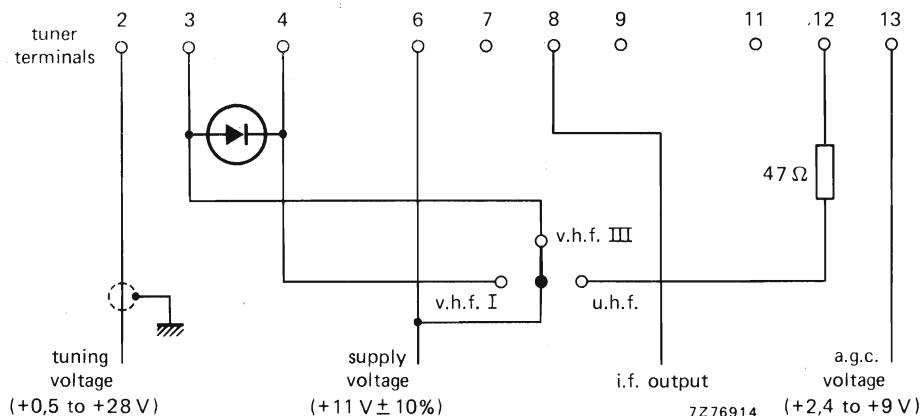 tuner
terminals
2 3 4 6 7 8 9 11 12 13
47 Ω
v.h.f. III
v.h.f. I
u.h.f.
tuning
voltage
(+0,5 to +28 V)
supply
voltage
(+11 V ± 10%)
i.f. output
7Z76914
a.g.c.
voltage
(+2,4 to +9 V)